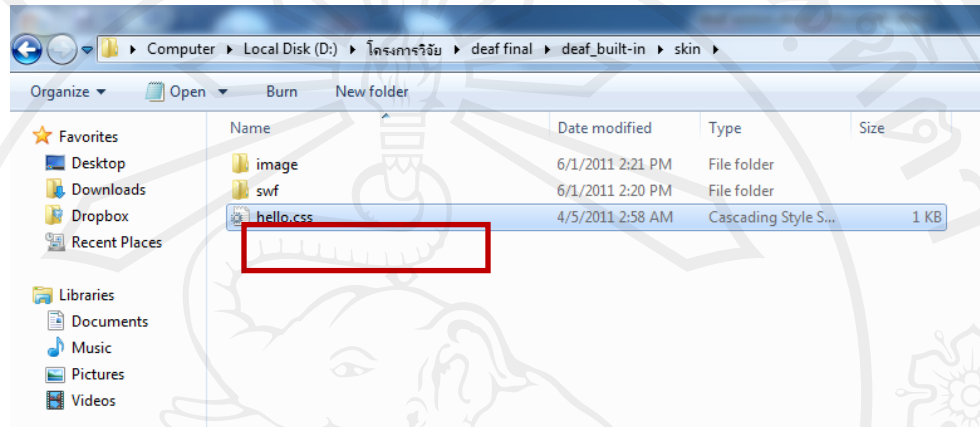 Computer ▸ Local Disk (D:) ▸ โครงการวิจัย ▸ deaf final ▸ deaf_built-in ▸ skin ▸
Organize Open Burn New folder
Name Date modified Type Size
Favorites
Desktop
Downloads
Dropbox
Recent Places
Libraries
Documents
Music
Pictures
Videos
image 6/1/2011 2:21 PM File folder
swf 6/1/2011 2:20 PM File folder
hello.css 4/5/2011 2:58 AM Cascading Style S... 1 KB